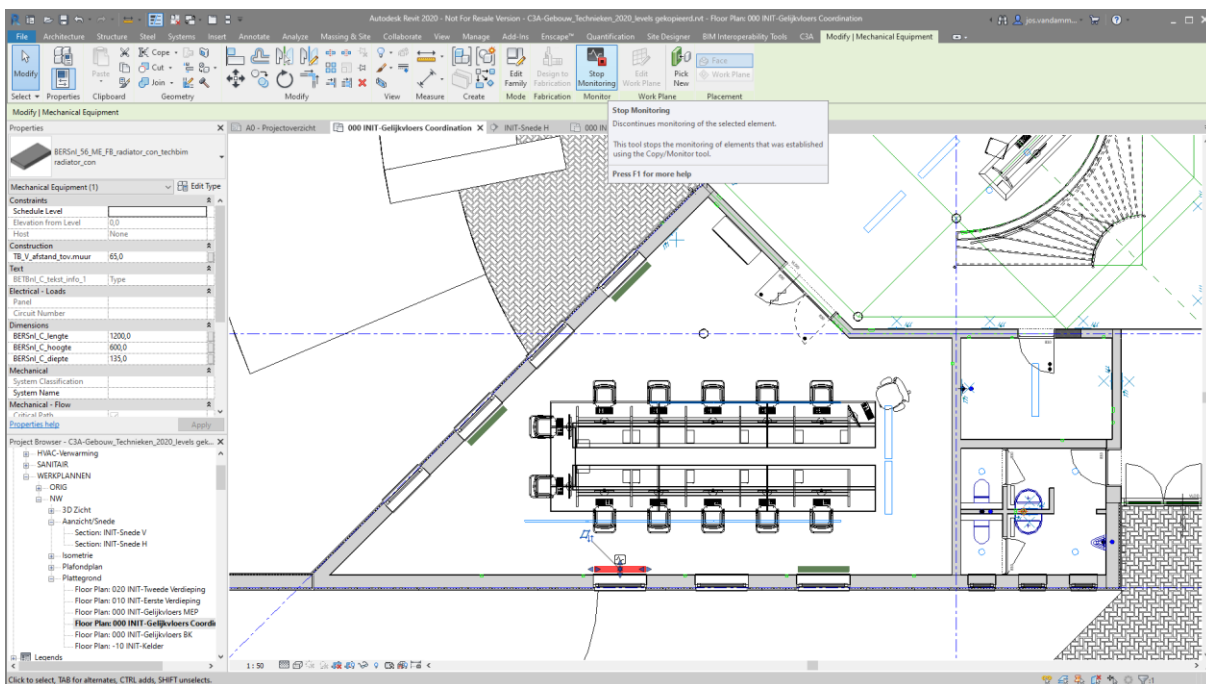 Autodesk Revit 2020 - Not For Resale Version - C3A-Gebouw_Technieken_2020_levels gekopieerd.rvt - Floor Plan: 000 INIT-Gelijkvloers Coordination
jos.vandamm...
File Architecture Structure Steel Systems Insert Annotate Analyze Massing & Site Collaborate View Manage Add-Ins Enscape™ Quantification Site Designer BIM Interoperability Tools C3A Modify | Mechanical Equipment
Modify Paste Cope Cut Join Edit Family Design to Fabrication Stop Monitoring Edit Work Plane Pick New Face Work Plane
Select Properties Clipboard Geometry Modify View Measure Create Mode Fabrication Monitor Work Plane Placement
Modify | Mechanical Equipment
Stop Monitoring
Discontinues monitoring of the selected element.
This tool stops the monitoring of elements that was established
using the Copy/Monitor tool.
Press F1 for more help
Properties
A0 - Projectoverzicht 000 INIT-Gelijkvloers Coordination INIT-Snede H 000 IN
BERSnl_56_ME_FB_radiator_con_techbim
radiator_con
Mechanical Equipment (1) Edit Type
Constraints
Schedule Level
Elevation from Level 0,0
Host None
Construction
TB_V_afstand_tov.muur 65,0
Text
BETBnl_C_tekst_info_1 Type
Electrical - Loads
Panel
Circuit Number
Dimensions
BERSnl_C_lengte 1200,0
BERSnl_C_hoogte 600,0
BERSnl_C_diepte 135,0
Mechanical
System Classification
System Name
Mechanical - Flow
Critical Path
Properties help Apply
Project Browser - C3A-Gebouw_Technieken_2020_levels gek...
HVAC-Verwarming
SANITAIR
WERKPLANNEN
ORIG
NW
3D Zicht
Aanzicht/Snede
Section: INIT-Snede V
Section: INIT-Snede H
Isometrie
Plafondplan
Plattegrond
Floor Plan: 020 INIT-Tweede Verdieping
Floor Plan: 010 INIT-Eerste Verdieping
Floor Plan: 000 INIT-Gelijkvloers MEP
Floor Plan: 000 INIT-Gelijkvloers Coordi
Floor Plan: 000 INIT-Gelijkvloers BK
Floor Plan: -10 INIT-Kelder
Legends
1 : 50
Click to select, TAB for alternates, CTRL adds, SHIFT unselects.
:1